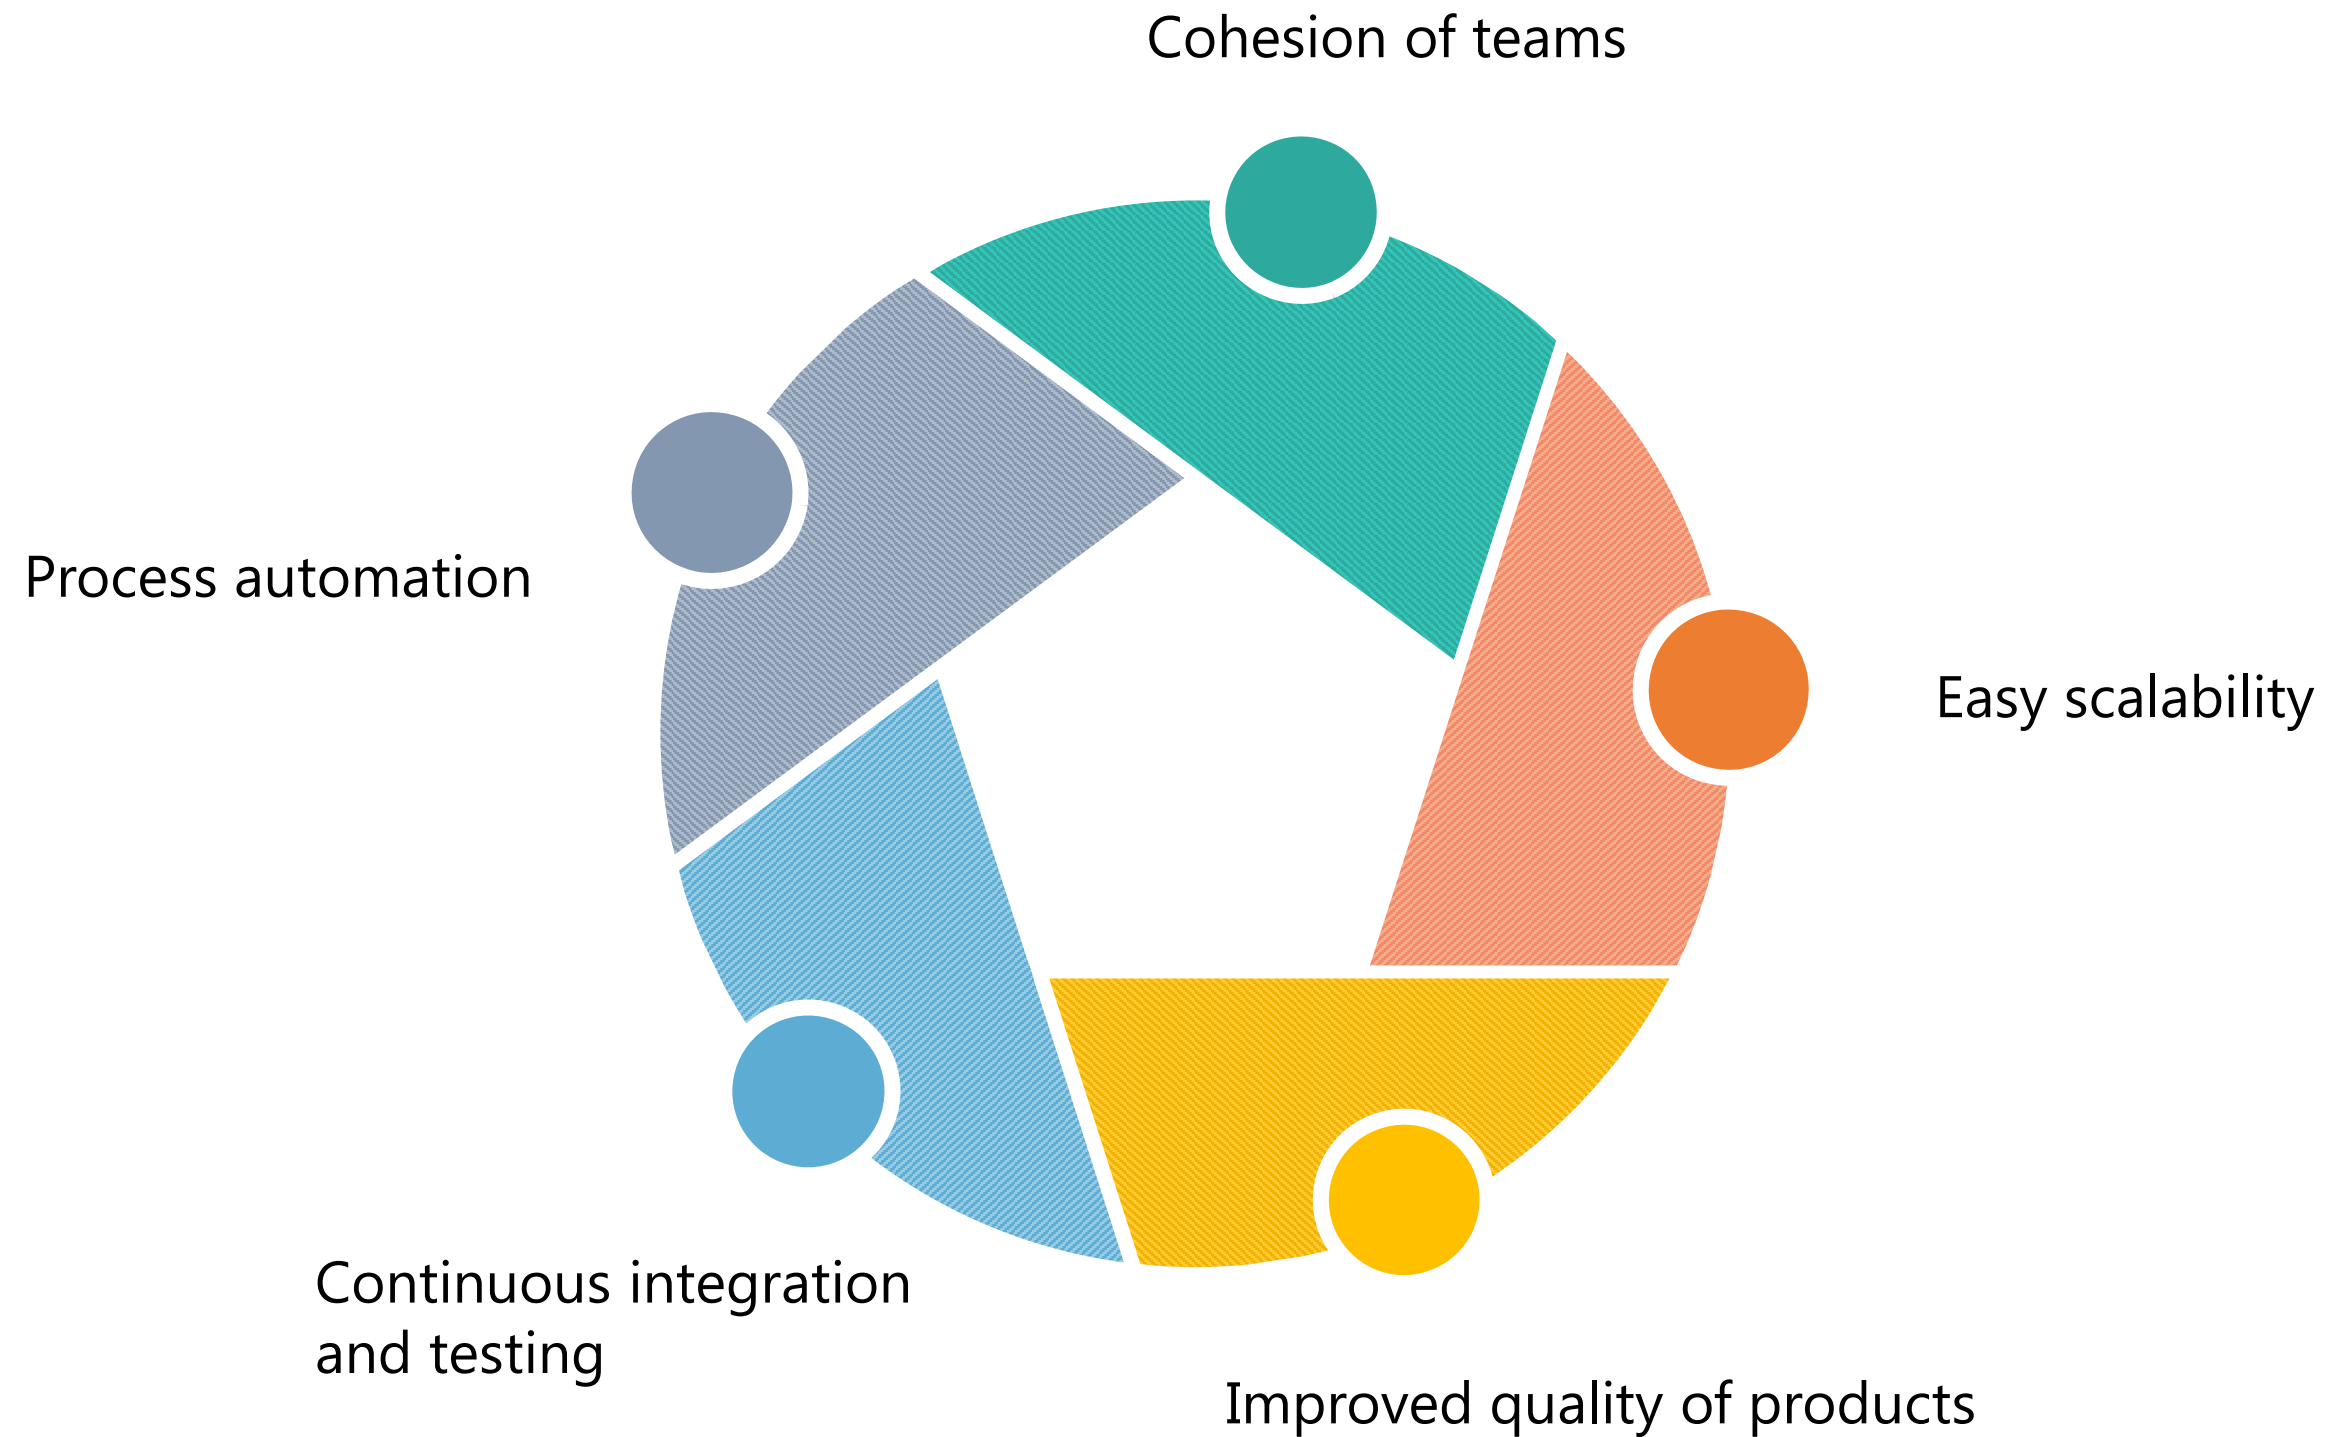 Cohesion of teams
Process automation
Easy scalability
Continuous integration
and testing
Improved quality of products